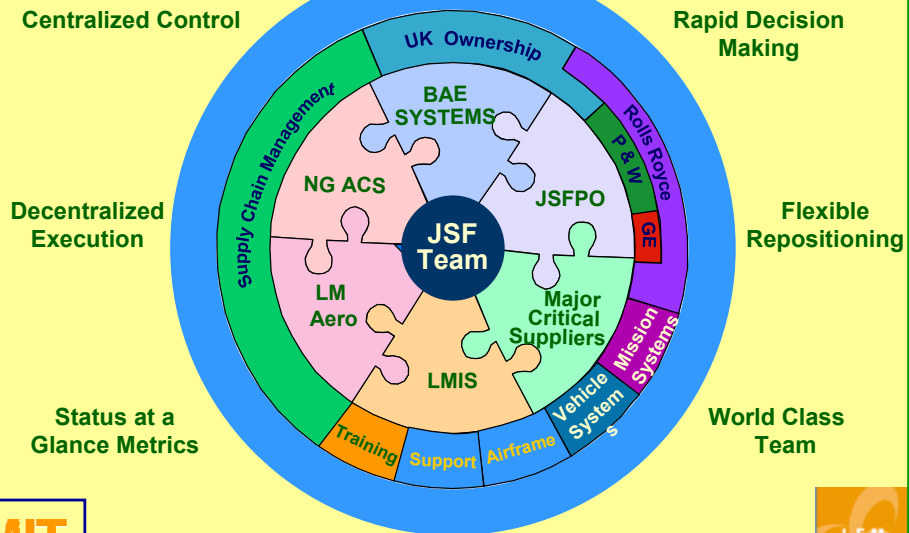 Centralized Control
Rapid Decision
Making
UK Ownership
Supply Chain Management
Rolls Royce
BAE
SYSTEMS
P & W
NG ACS
JSFPO
GE
Decentralized
Execution
JSF
Team
Flexible
Repositioning
LM
Aero
Major
Critical
Suppliers
Mission
Systems
LMIS
Vehicle
System
s
Training
Support
Airframe
Status at a
Glance Metrics
World Class
Team